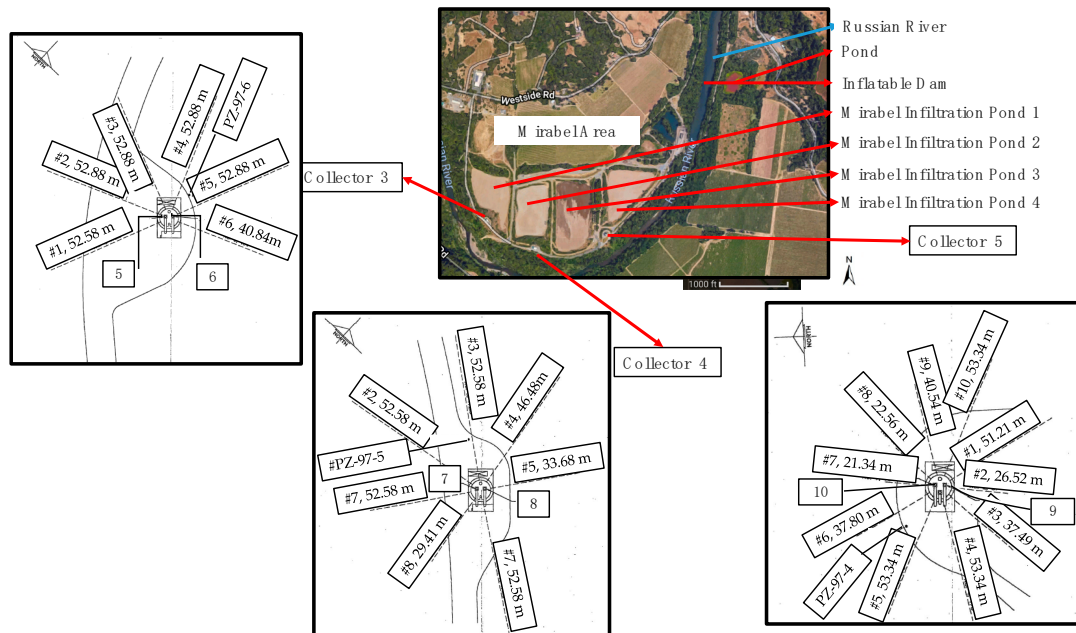 #3, 52.88 m
#4, 52.88 m
PZ-97-6
#2, 52.88 m
#5, 52.88 m
#1, 52.58 m
#6, 40.84m
5
6
Russian River
Pond
Inflatable Dam
Mirabel Infiltration Pond 1
Mirabel Infiltration Pond 2
Mirabel Infiltration Pond 3
Mirabel Infiltration Pond 4
Westside Rd
Mirabel Area
Russian River
Collector 3
Collector 5
N
1000 ft
Collector 4
NORTH
#3, 52.58 m
#2, 52.58 m
#4, 46.48m
#PZ-97-5
#5, 33.68 m
7
8
#7, 52.58 m
#8, 29.41 m
#7, 52.58 m
NORTH
#9, 40.54 m
#10, 53.34 m
#8, 22.56 m
#1, 51.21 m
#7, 21.34 m
#2, 26.52 m
10
9
#6, 37.80 m
#3, 37.49 m
PZ-97-4
#5, 53.34 m
#4, 53.34 m